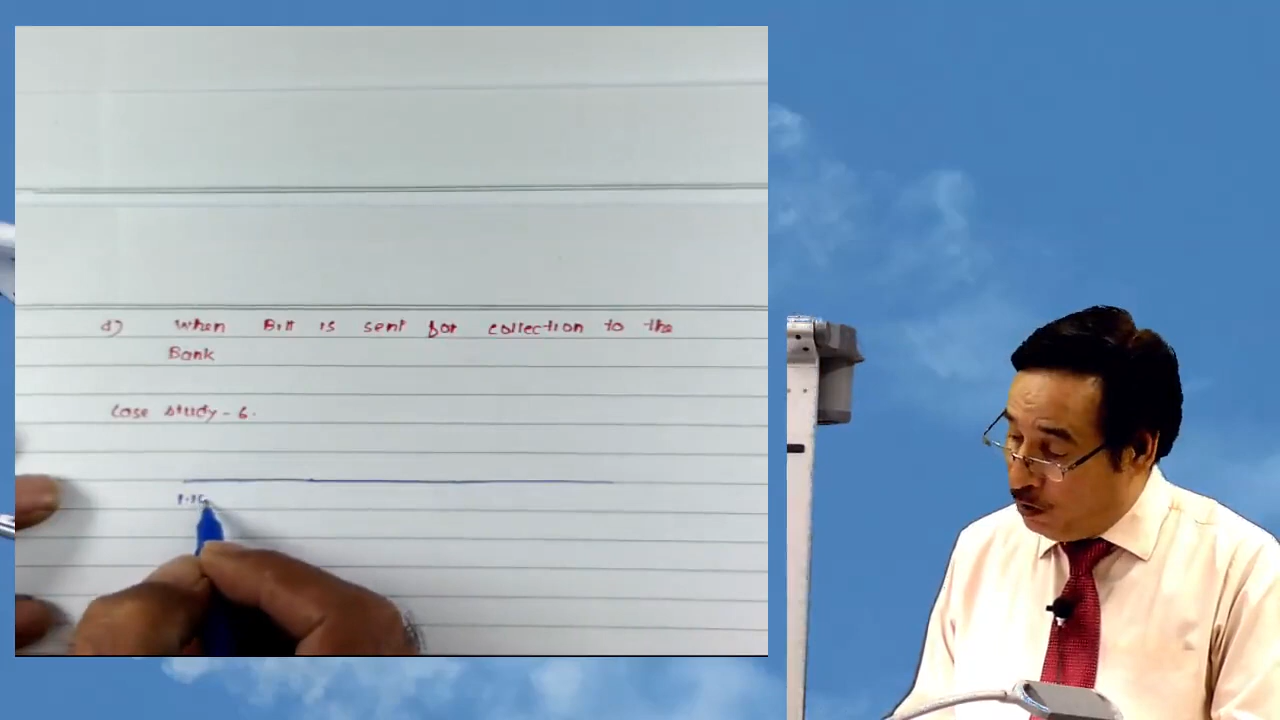 d) When Bill is sent for collection to the
Bank
Case study - 6.